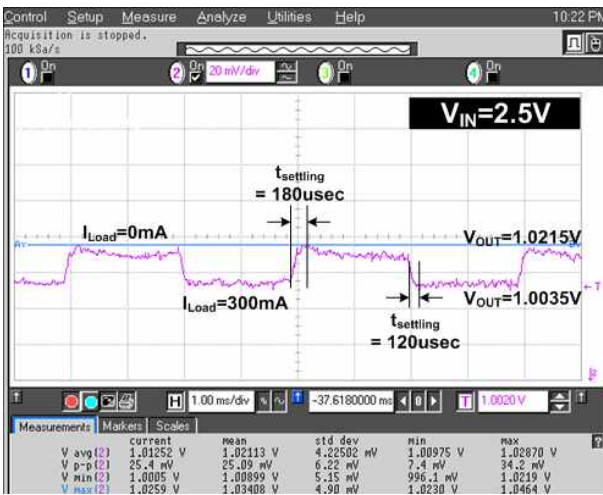 Control Setup Measure Analyze Utilities Help 10:22 PM
Acquisition is stopped.
100 kSa/s
1 On 2 On 20 mV/div 3 On 4 On
VIN=2.5V
tsettling
= 180usec
ILoad=0mA
VOUT=1.0215V
ILoad=300mA
VOUT=1.0035V
T
tsettling
= 120usec
H 1.00 ms/div -37.6180000 ms 0 T 1.0020 V
Measurements Markers Scales
current mean std dev min max
V avg(2) 1.01252 V 1.02113 V 4.22502 mV 1.00975 V 1.02870 V
V p-p(2) 25.4 mV 25.09 mV 6.22 mV 7.4 mV 34.2 mV
V min(2) 1.0005 V 1.00899 V 5.15 mV 996.1 mV 1.0219 V
V max(2) 1.0259 V 1.03408 V 4.90 mV 1.0230 V 1.0464 V